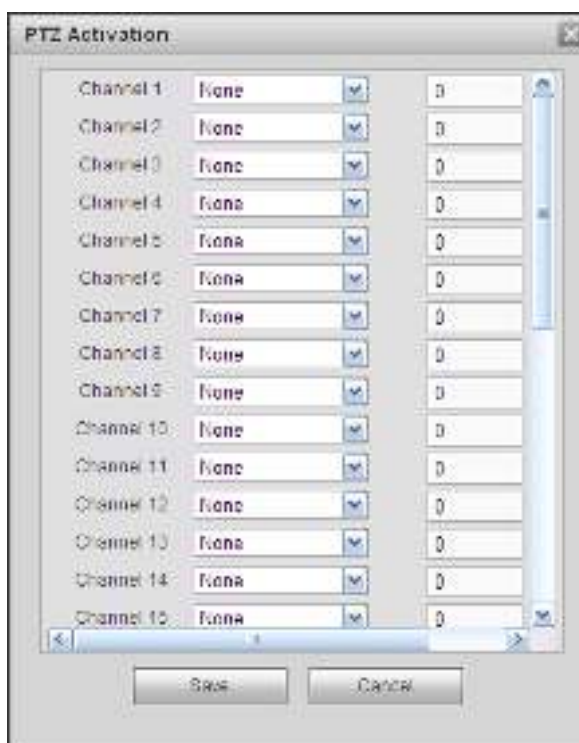 PTZ Activation
Channel 1 None 0
Channel 2 None 0
Channel 3 None 0
Channel 4 None 0
Channel 5 None 0
Channel 6 None 0
Channel 7 None 0
Channel 8 None 0
Channel 9 None 0
Channel 10 None 0
Channel 11 None 0
Channel 12 None 0
Channel 13 None 0
Channel 14 None 0
Channel 15 None 0
Save Cancel